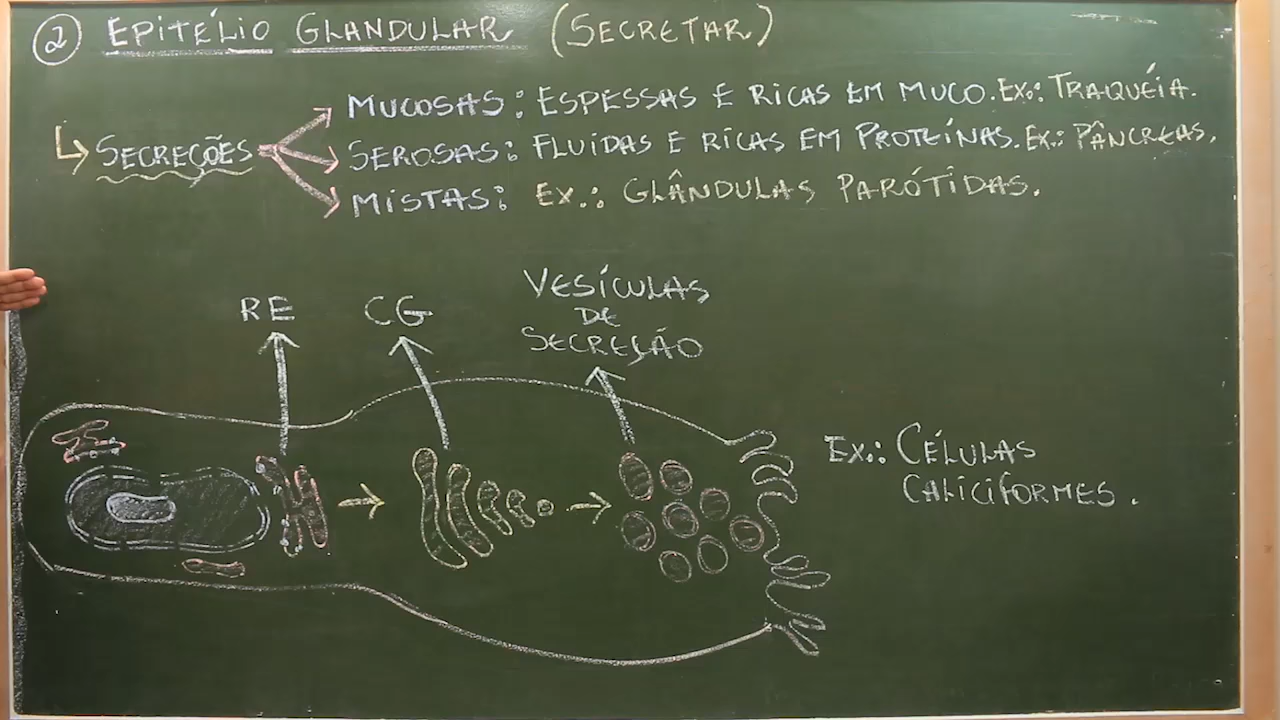 2 EPITÉLIO GLANDULAR (SECRETAR)
MUCOSAS: ESPESSAS E RICAS EM MUCO. EX.: TRAQUÉIA.
SECREÇÕES
SEROSAS: FLUÍDAS E RICAS EM PROTEÍNAS. EX.: PÂNCREAS.
MISTAS: EX.: GLÂNDULAS PARÓTIDAS.
RE
CG
VESÍCULAS
DE
SECREÇÃO
EX.: CÉLULAS
CALICIFORMES.